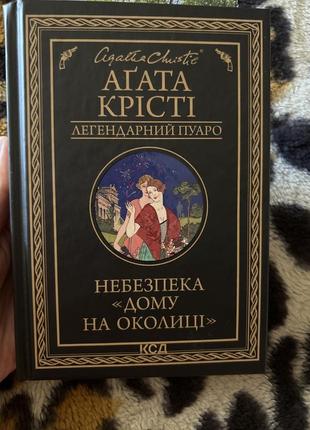 Agatha Christie®
АҐАТА
КРІСТІ
ЛЕГЕНДАРНИЙ ПУАРО
НЕБЕЗПЕКА
«ДОМУ
НА ОКОЛИЦІ»
КСД